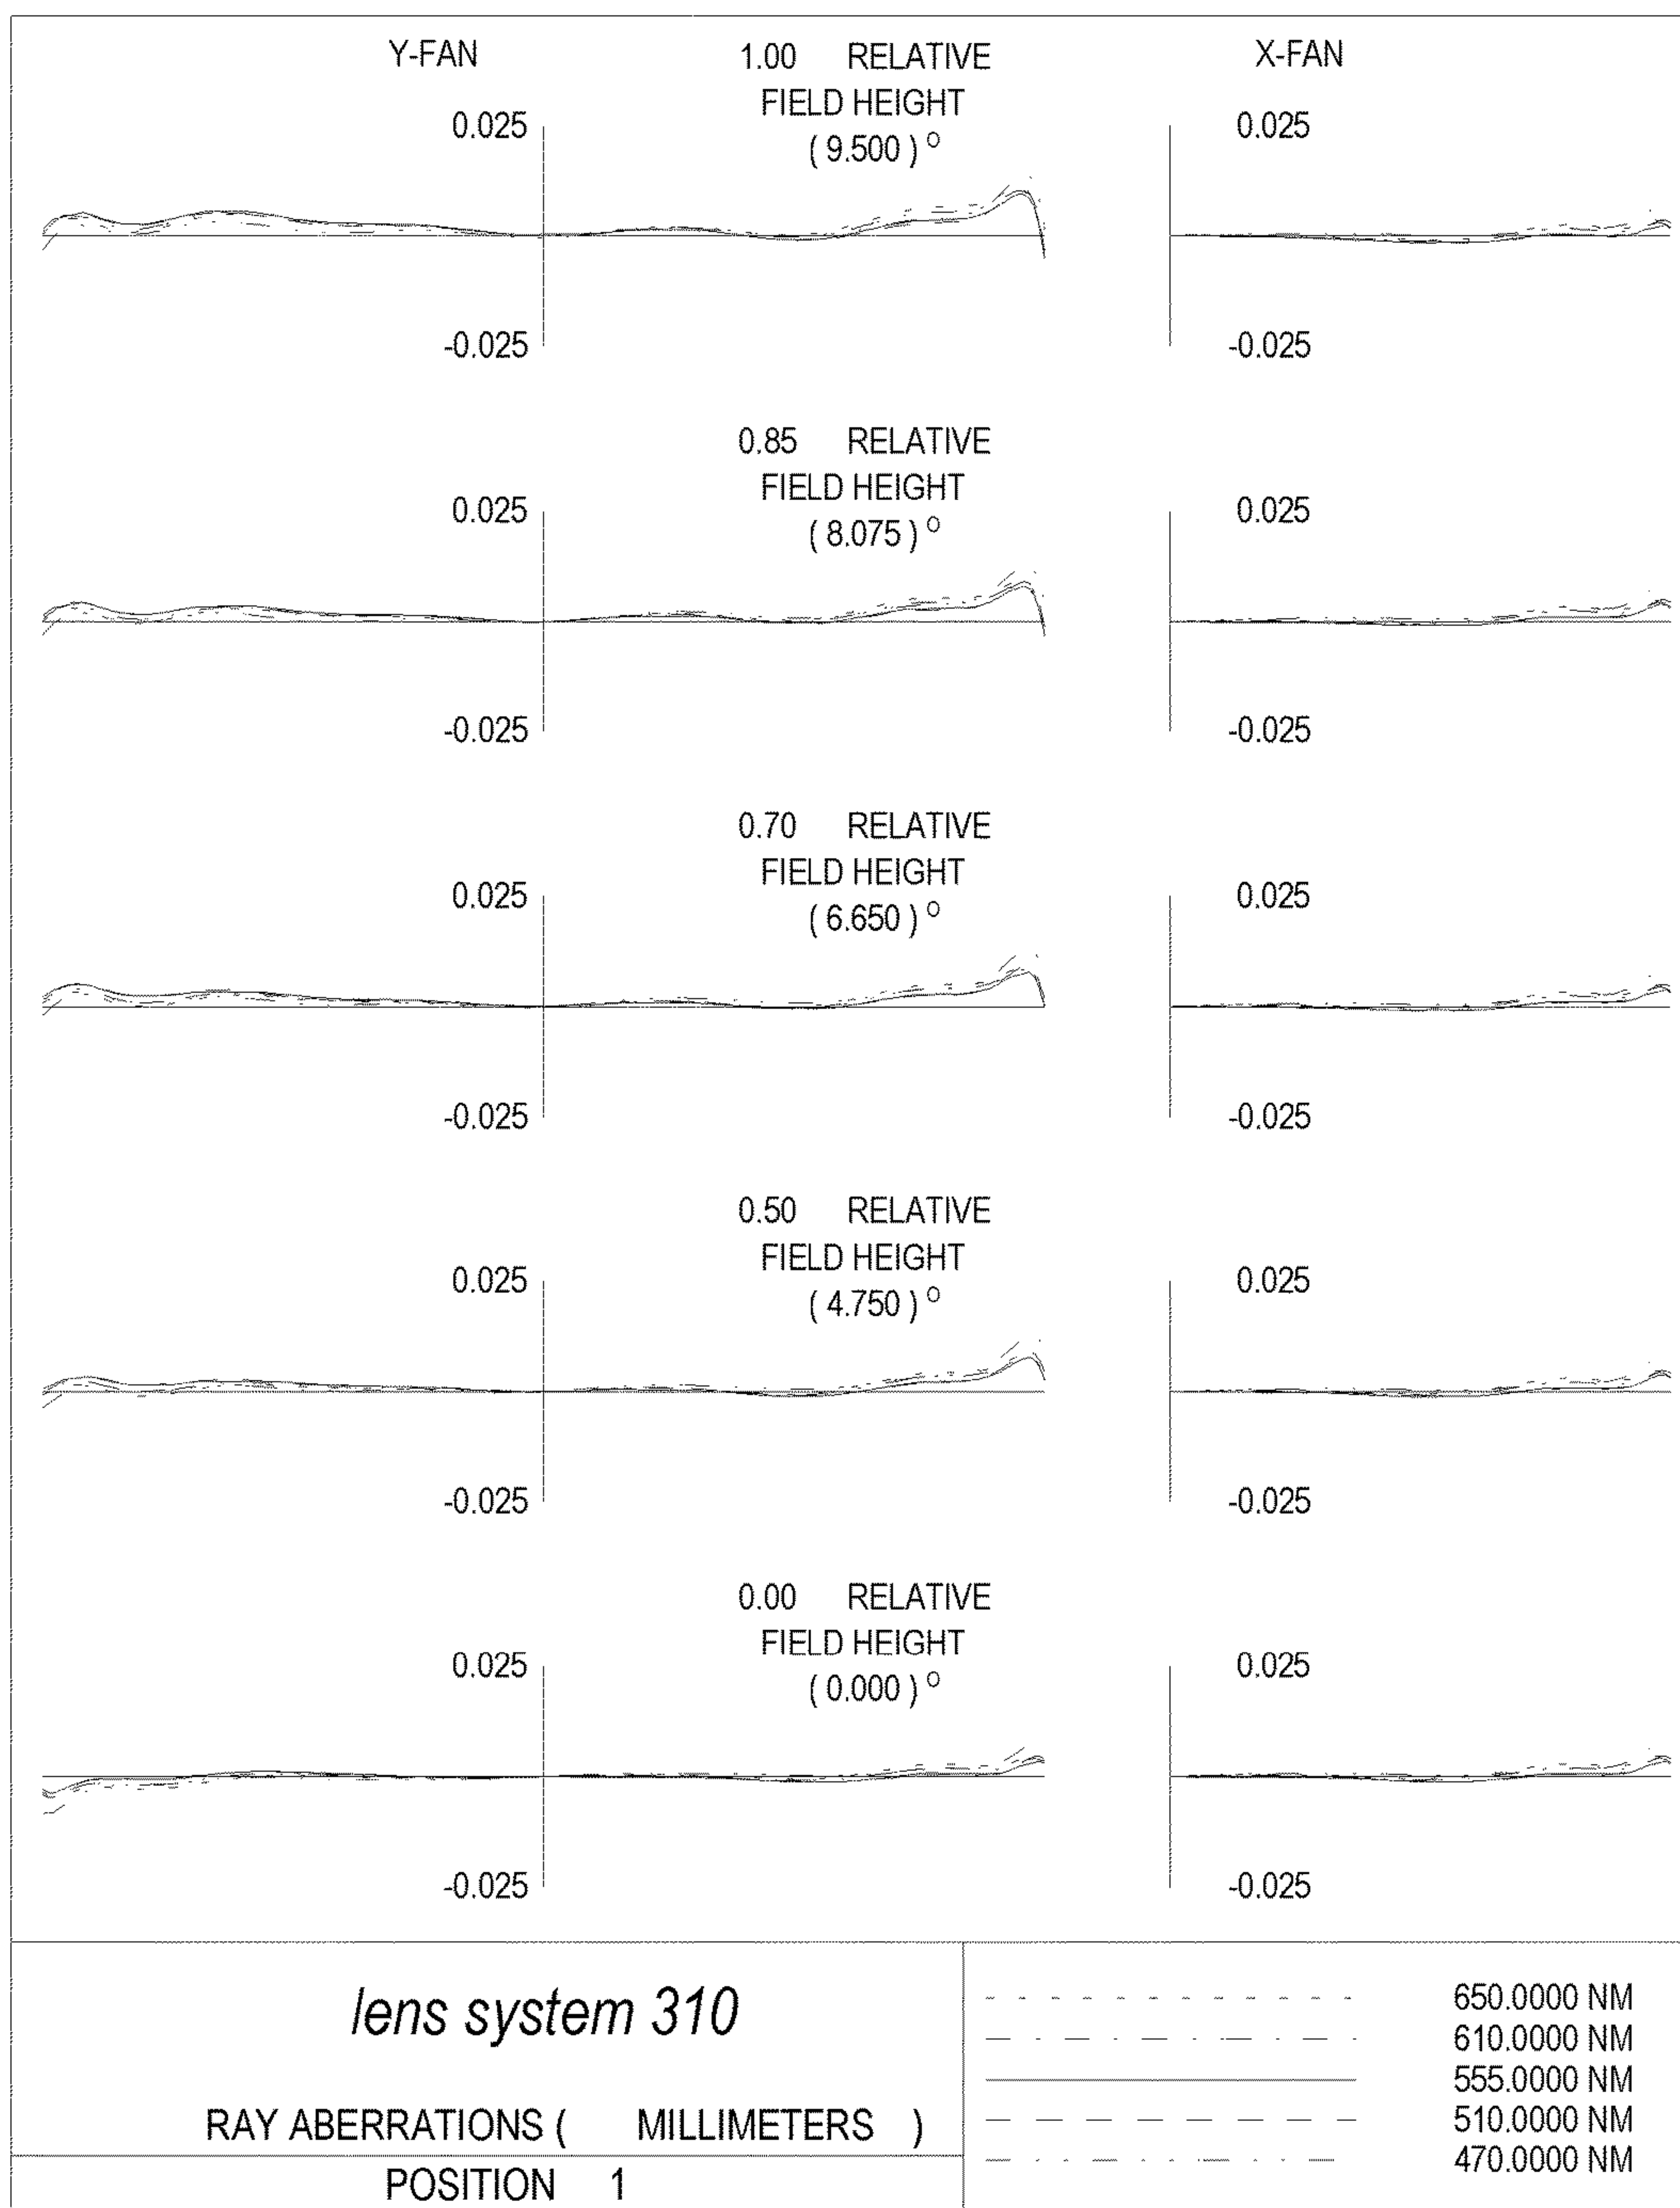 Y-FAN 1.00 RELATIVE X-FAN
FIELD HEIGHT
0.025 ( 9.500 ) O 0.025
-0.025 -0.025
0.85 RELATIVE
FIELD HEIGHT
0.025 ( 8.075 ) O 0.025
-0.025 -0.025
0.70 RELATIVE
FIELD HEIGHT
0.025 ( 6.650 ) O 0.025
-0.025 -0.025
0.50 RELATIVE
FIELD HEIGHT
0.025 ( 4.750 ) O 0.025
-0.025 -0.025
0.00 RELATIVE
FIELD HEIGHT
0.025 ( 0.000 ) O 0.025
-0.025 -0.025
lens system 310
RAY ABERRATIONS ( MILLIMETERS )
POSITION 1
650.0000 NM
610.0000 NM
555.0000 NM
510.0000 NM
470.0000 NM